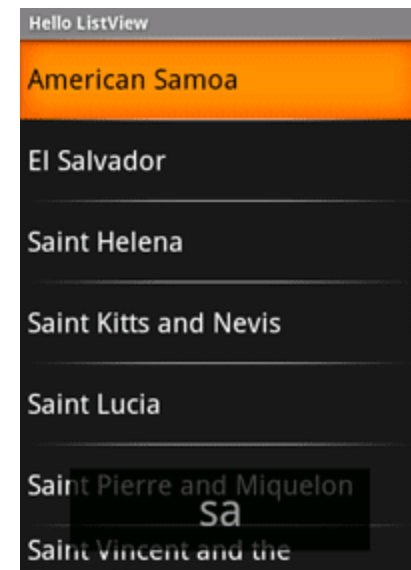 Hello ListView
American Samoa
El Salvador
Saint Helena
Saint Kitts and Nevis
Saint Lucia
Saint Pierre and Miquelon
sa
Saint Vincent and the